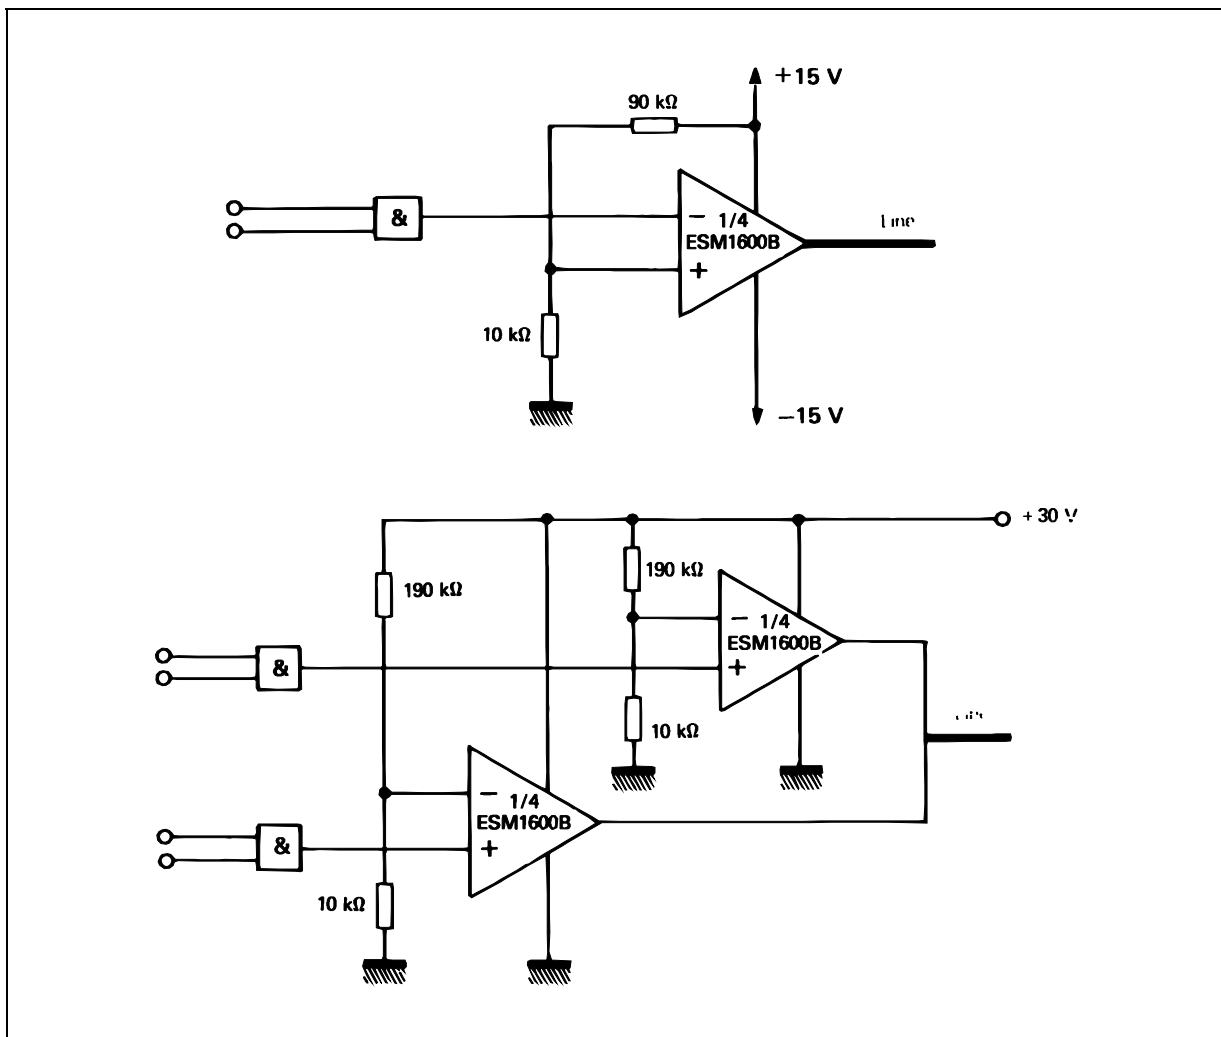 +15 V
90 kΩ
&
− 1/4
ESM1600B
+
Line
10 kΩ
−15 V
+ 30 V
190 kΩ
190 kΩ
− 1/4
ESM1600B
+
&
10 kΩ
− 1/4
ESM1600B
+
&
10 kΩ